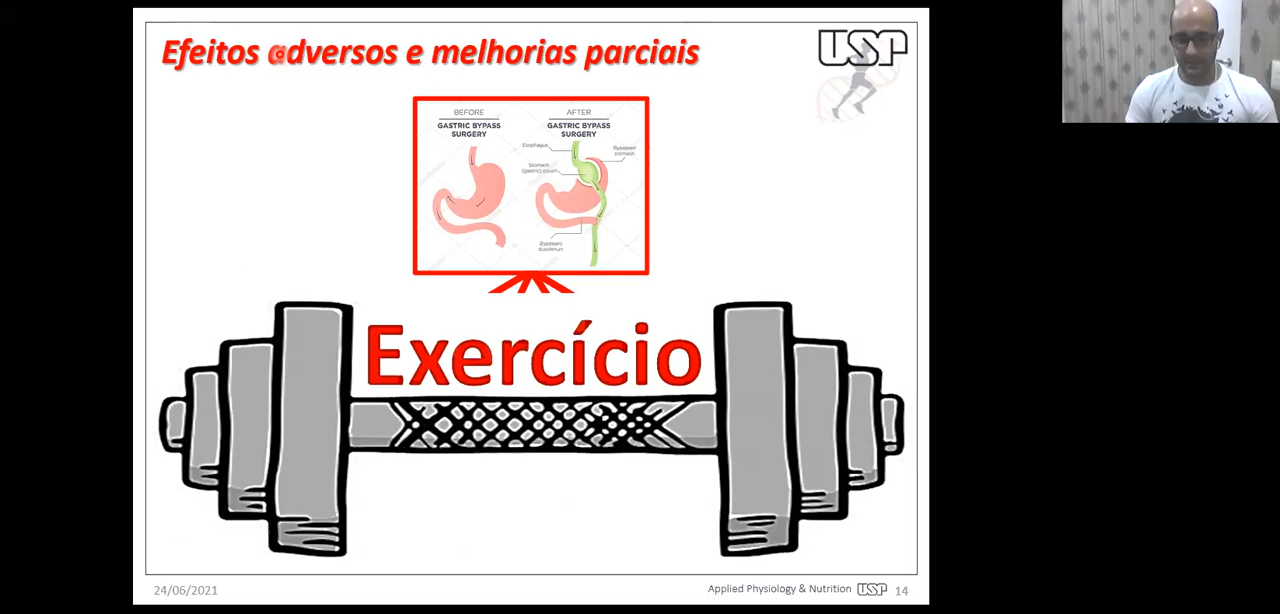 Efeitos adversos e melhorias parciais
USP
BEFORE
GASTRIC BYPASS
SURGERY
AFTER
GASTRIC BYPASS
SURGERY
Esophagus
Bypassed
stomach
Stomach
(gastric) pouch
Bypassed
duodenum
Exercício
24/06/2021
Applied Physiology & Nutrition USP 14